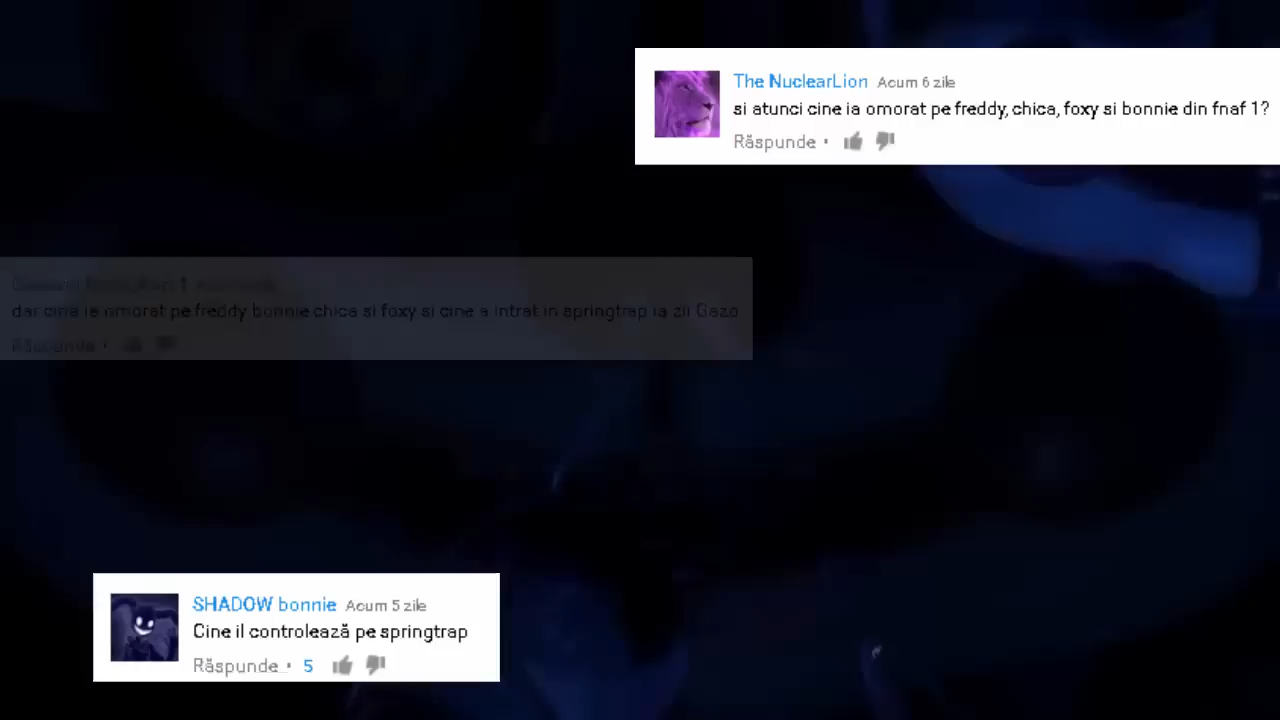 The NuclearLion Acum 6 zile
si atunci cine ia omorat pe freddy, chica, foxy si bonnie din fnaf 1?
Răspunde •
dar cine ia omorat pe freddy bonnie chica si foxy si cine a intrat in springtrap ia zii Gazo
Răspunde •
SHADOW bonnie Acum 5 zile
Cine il controlează pe springtrap
Răspunde • 5